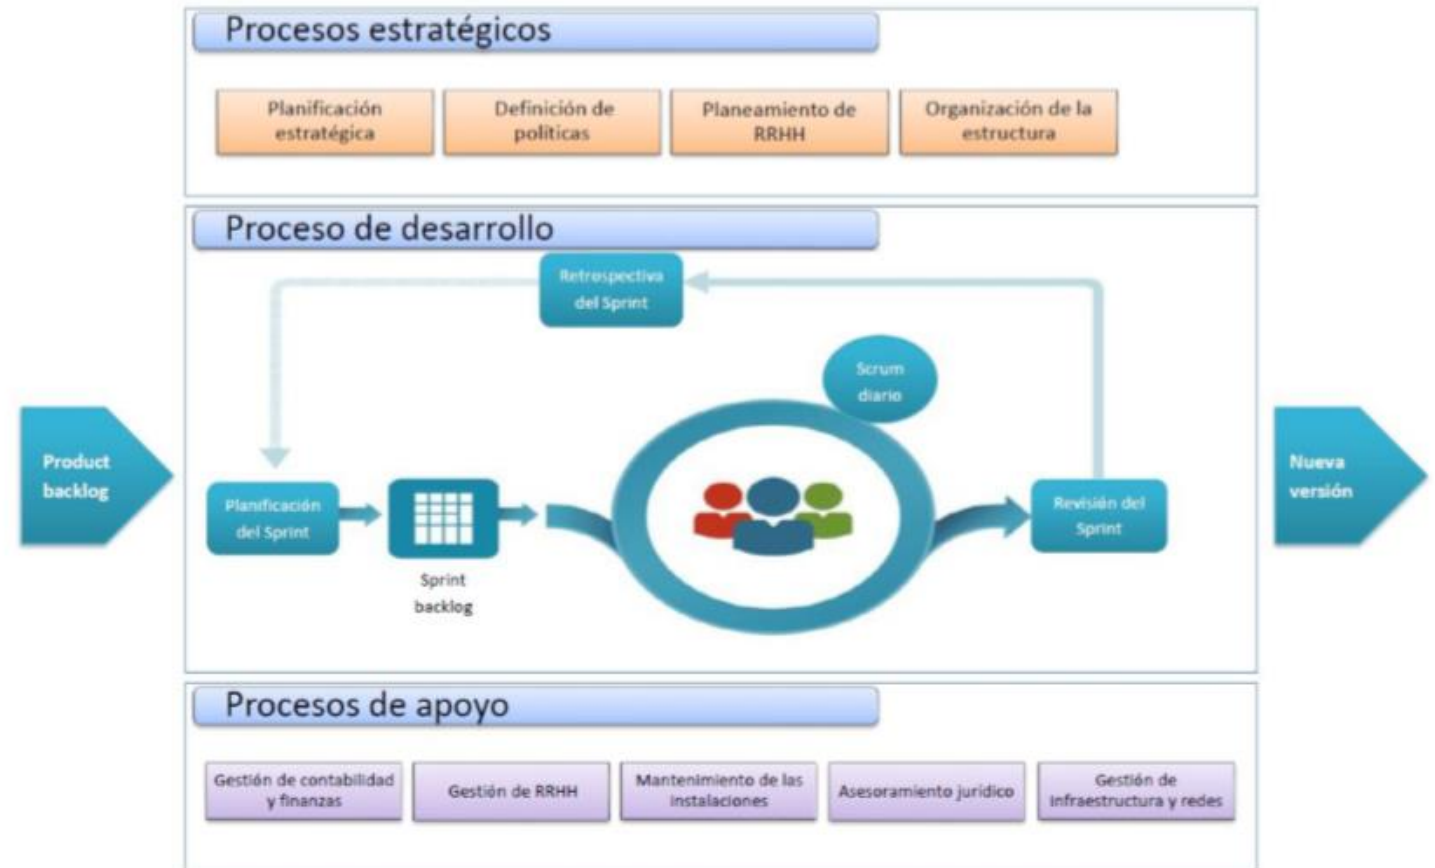 Procesos estratégicos
Planificación
estratégica
Definición de
políticas
Planeamiento de
RRHH
Organización de la
estructura
Proceso de desarrollo
Retrospectiva
del Sprint
Scrum
diario
Product
backlog
Planificación
del Sprint
Sprint
backlog
Revisión del
Sprint
Nueva
versión
Procesos de apoyo
Gestión de contabilidad
y finanzas
Gestión de RRHH
Mantenimiento de las
instalaciones
Asesoramiento jurídico
Gestión de
infraestructura y redes